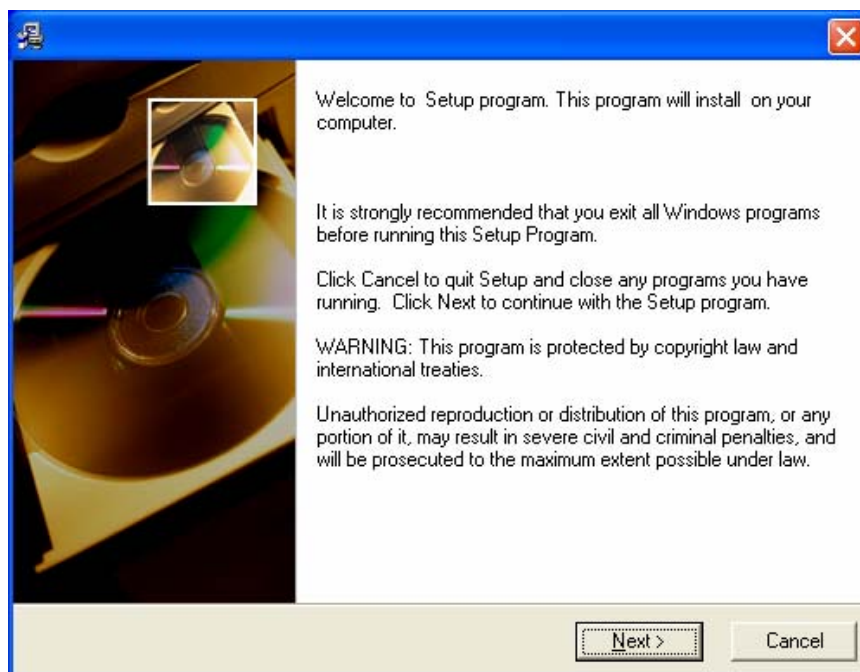 Welcome to  Setup program. This program will install  on your
computer.
It is strongly recommended that you exit all Windows programs
before running this Setup Program.
Click Cancel to quit Setup and close any programs you have
running.  Click Next to continue with the Setup program.
WARNING: This program is protected by copyright law and
international treaties.
Unauthorized reproduction or distribution of this program, or any
portion of it, may result in severe civil and criminal penalties, and
will be prosecuted to the maximum extent possible under law.
Next >
Cancel